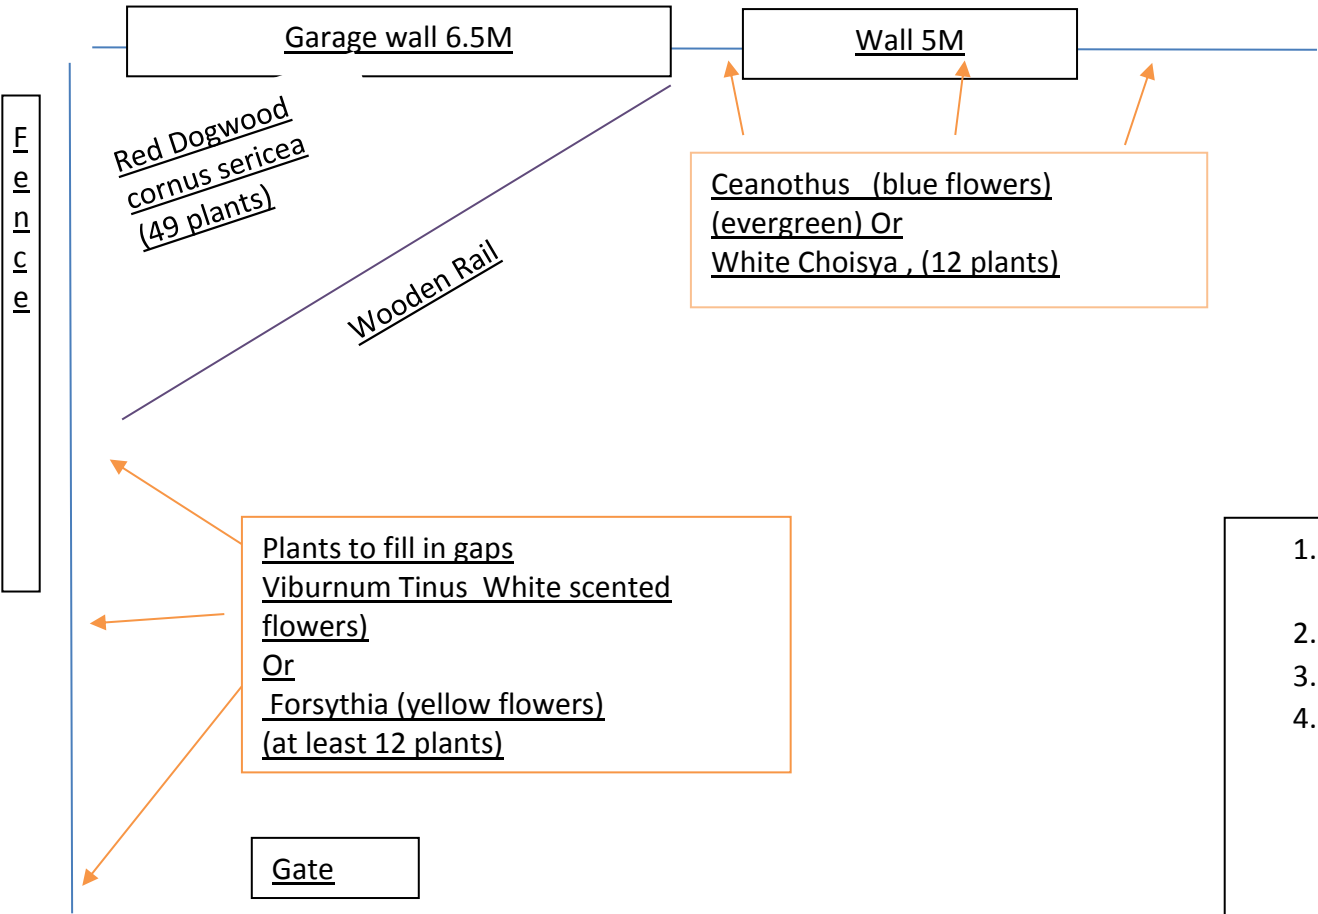 Garage wall 6.5M
Wall 5M
F
e
n
c
e
Red Dogwood
cornus sericea
(49 plants)
Wooden Rail
Ceanothus   (blue flowers)
(evergreen) Or
White Choisya , (12 plants)
Plants to fill in gaps
Viburnum Tinus  White scented
flowers)
Or
Forsythia (yellow flowers)
(at least 12 plants)
Gate
1.
2.
3.
4.